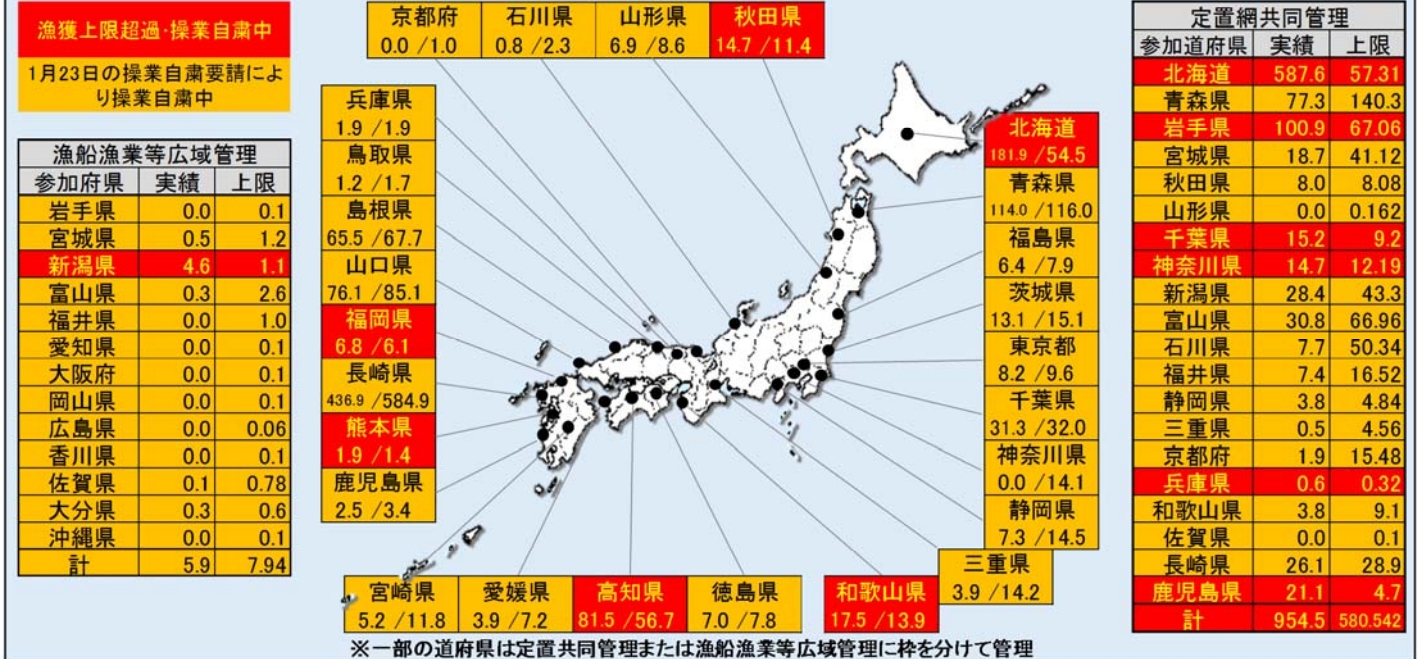 漁獲上限超過・操業自粛中
1月23日の操業自粛要請によ
り操業自粛中
漁船漁業等広域管理
参加府県 実績 上限
岩手県 0.0 0.1
宮城県 0.5 1.2
新潟県 4.6 1.1
富山県 0.3 2.6
福井県 0.0 1.0
愛知県 0.0 0.1
大阪府 0.0 0.1
岡山県 0.0 0.1
広島県 0.0 0.06
香川県 0.0 0.1
佐賀県 0.1 0.78
大分県 0.3 0.6
沖縄県 0.0 0.1
計 5.9 7.94
京都府 石川県 山形県 秋田県
0.0 /1.0 0.8 /2.3 6.9 /8.6 14.7 /11.4
兵庫県
1.9 /1.9
鳥取県
1.2 /1.7
島根県
65.5 /67.7
山口県
76.1 /85.1
福岡県
6.8 /6.1
長崎県
436.9 /584.9
熊本県
1.9 /1.4
鹿児島県
2.5 /3.4
北海道
181.9 /54.5
青森県
114.0 /116.0
福島県
6.4 /7.9
茨城県
13.1 /15.1
東京都
8.2 /9.6
千葉県
31.3 /32.0
神奈川県
0.0 /14.1
静岡県
7.3 /14.5
三重県
3.9 /14.2
宮崎県 愛媛県 高知県 徳島県 和歌山県
5.2 /11.8 3.9 /7.2 81.5 /56.7 7.0 /7.8 17.5 /13.9
※一部の道府県は定置共同管理または漁船漁業等広域管理に枠を分けて管理
定置網共同管理
参加道府県 実績 上限
北海道 587.6 57.31
青森県 77.3 140.3
岩手県 100.9 67.06
宮城県 18.7 41.12
秋田県 8.0 8.08
山形県 0.0 0.162
千葉県 15.2 9.2
神奈川県 14.7 12.19
新潟県 28.4 43.3
富山県 30.8 66.96
石川県 7.7 50.34
福井県 7.4 16.52
静岡県 3.8 4.84
三重県 0.5 4.56
京都府 1.9 15.48
兵庫県 0.6 0.32
和歌山県 3.8 9.1
佐賀県 0.0 0.1
長崎県 26.1 28.9
鹿児島県 21.1 4.7
計 954.5 580.542